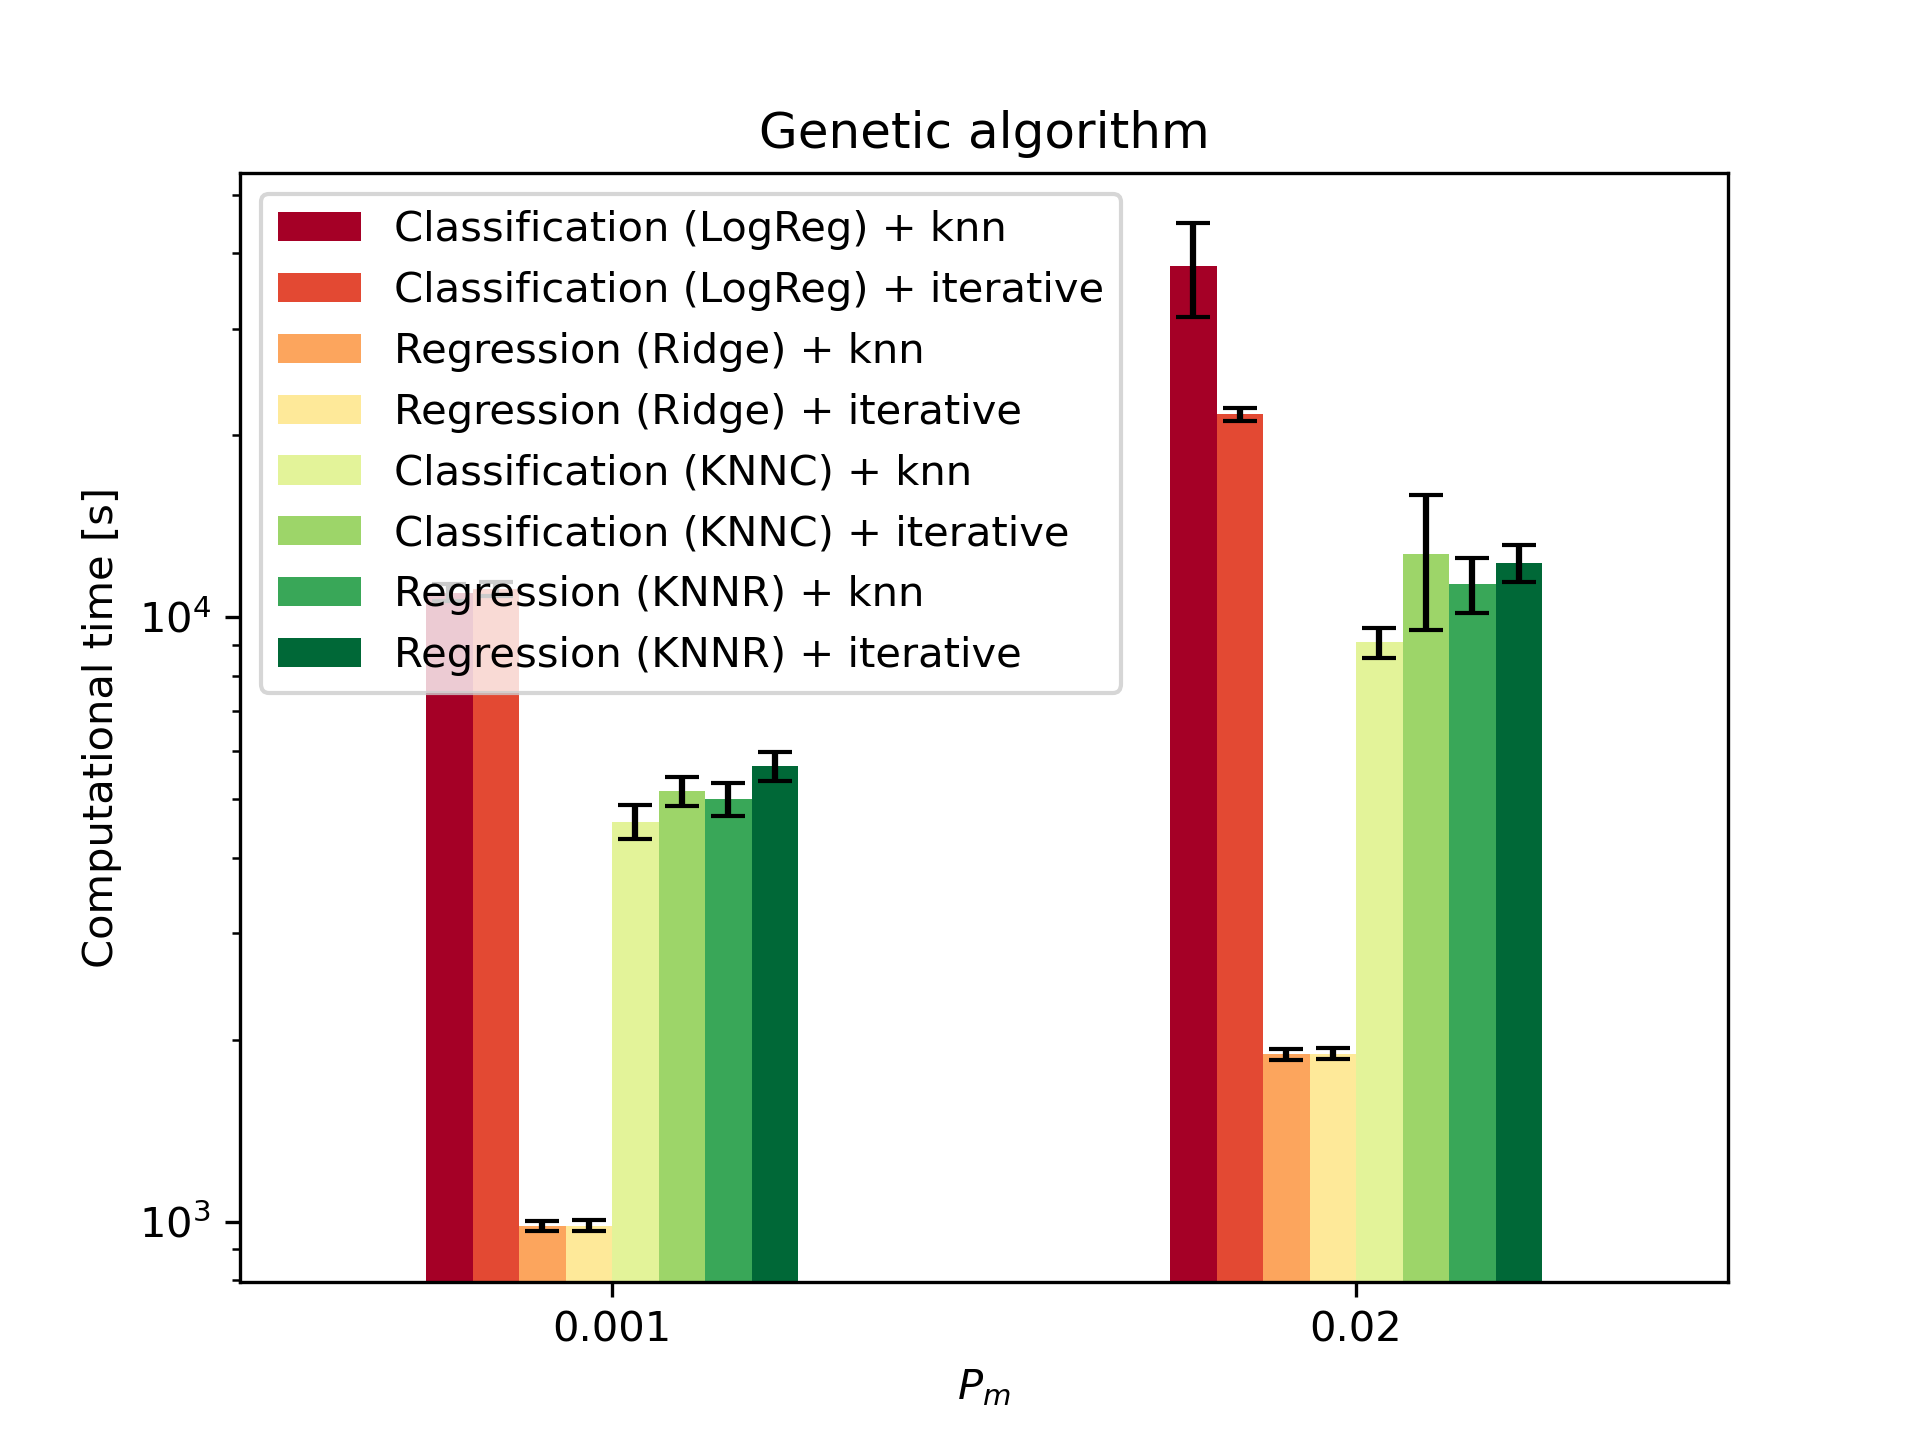 Genetic algorithm
Classification (LogReg) + knn
Classification (LogReg) + iterative
Regression (Ridge) + knn
Regression (Ridge) + iterative
Classification (KNNC) + knn
Classification (KNNC) + iterative
Regression (KNNR) + knn
Regression (KNNR) + iterative
Computational time [s]
10⁴
10³
0.001 0.02
Pₘ